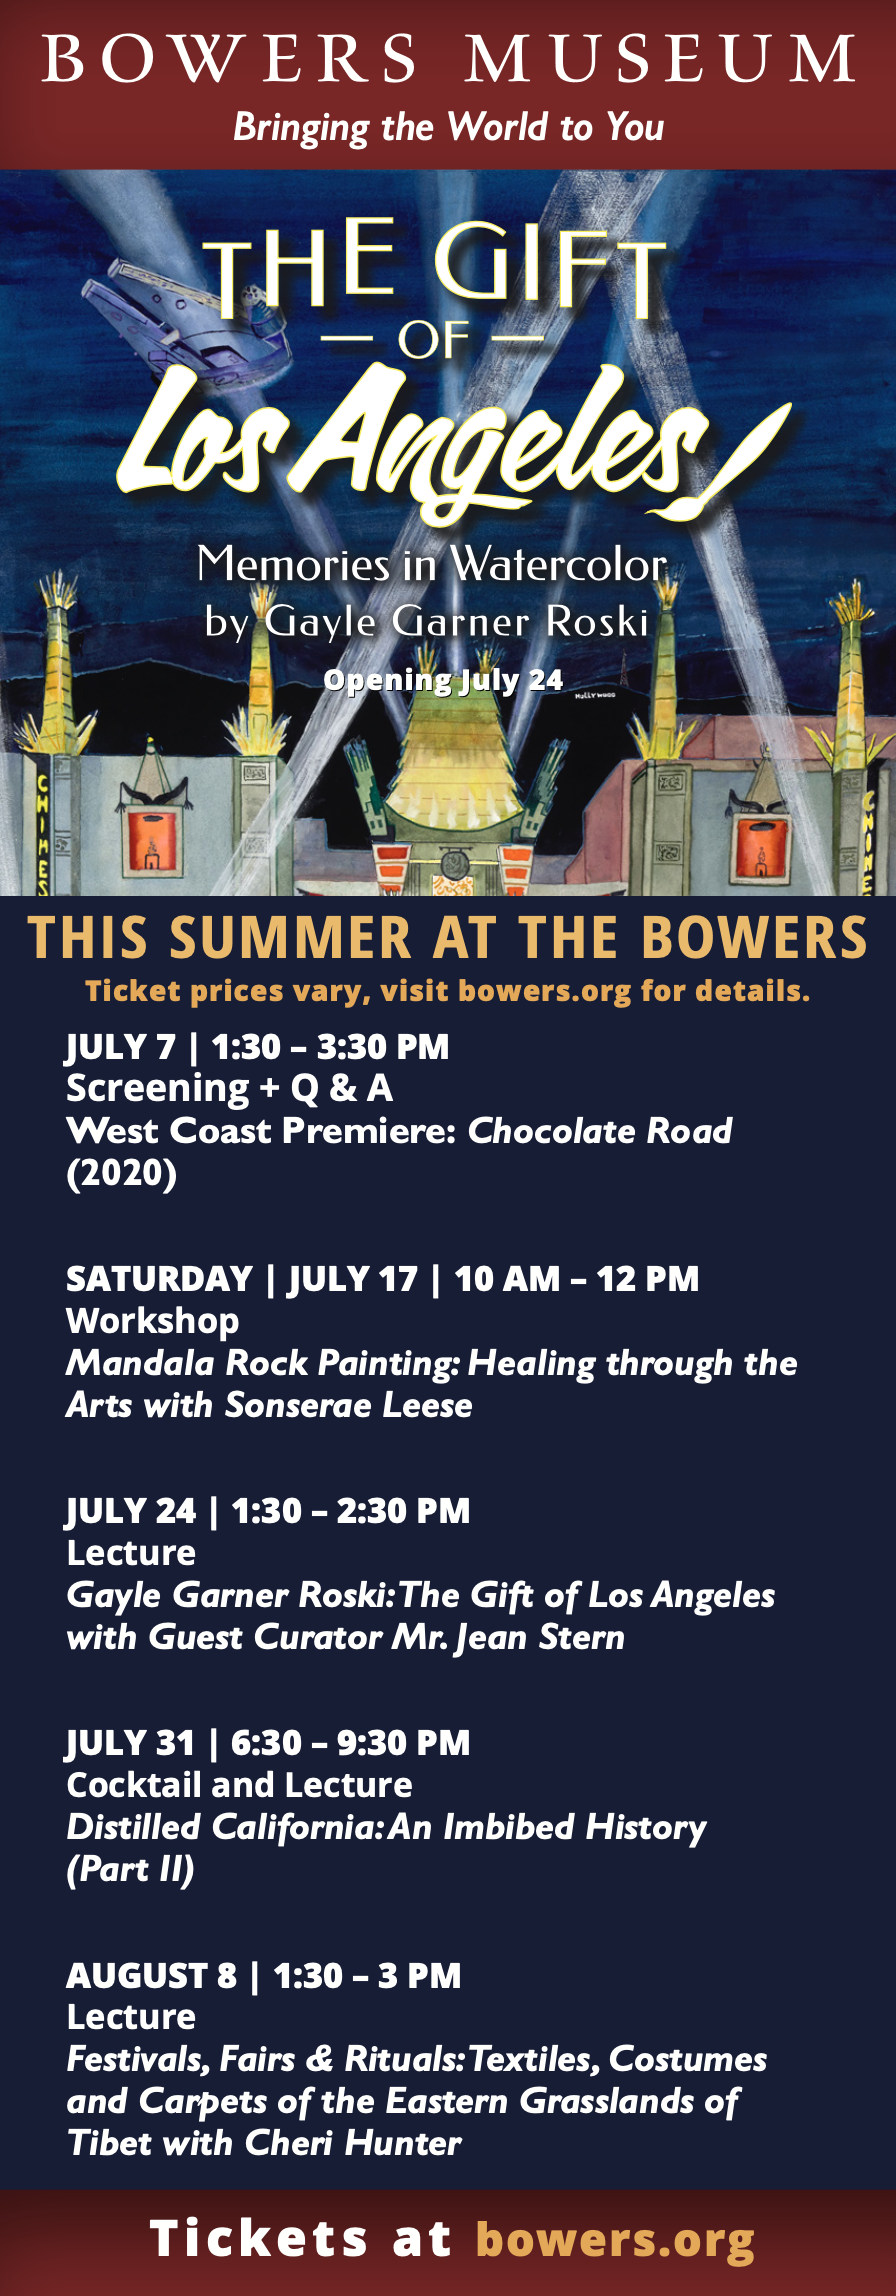 BOWERS MUSEUM
Bringing the World to You
THE GIFT
— OF —
Los Angeles
Memories in Watercolor
by Gayle Garner Roski
Opening July 24
HOLLYWOOD
CHINES
CHINES
THIS SUMMER AT THE BOWERS
Ticket prices vary, visit bowers.org for details.
JULY 7 | 1:30 – 3:30 PM
Screening + Q & A
West Coast Premiere: Chocolate Road
(2020)
SATURDAY | JULY 17 | 10 AM – 12 PM
Workshop
Mandala Rock Painting: Healing through the
Arts with Sonserae Leese
JULY 24 | 1:30 – 2:30 PM
Lecture
Gayle Garner Roski: The Gift of Los Angeles
with Guest Curator Mr. Jean Stern
JULY 31 | 6:30 – 9:30 PM
Cocktail and Lecture
Distilled California: An Imbibed History
(Part II)
AUGUST 8 | 1:30 – 3 PM
Lecture
Festivals, Fairs & Rituals: Textiles, Costumes
and Carpets of the Eastern Grasslands of
Tibet with Cheri Hunter
Tickets at bowers.org